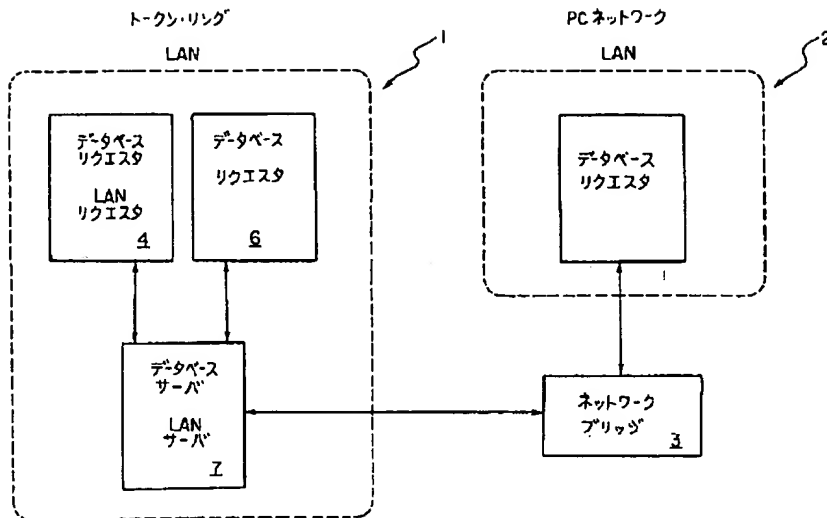 トークン・リング
LAN
1
データベース
リクエスタ
LAN
リクエスタ
4
データベース
リクエスタ
6
データベース
サーバ
LAN
サーバ
7
PCネットワーク
LAN
2
データベース
リクエスタ
ネットワーク
ブリッジ
3